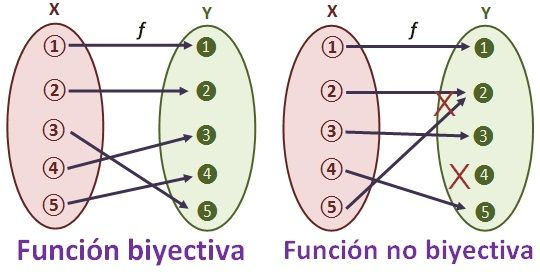 X f Y
1 1
2 2
3 3
4 4
5 5
Función biyectiva
X f Y
1 1
2 2
X
3 3
4 X 4
5 5
Función no biyectiva